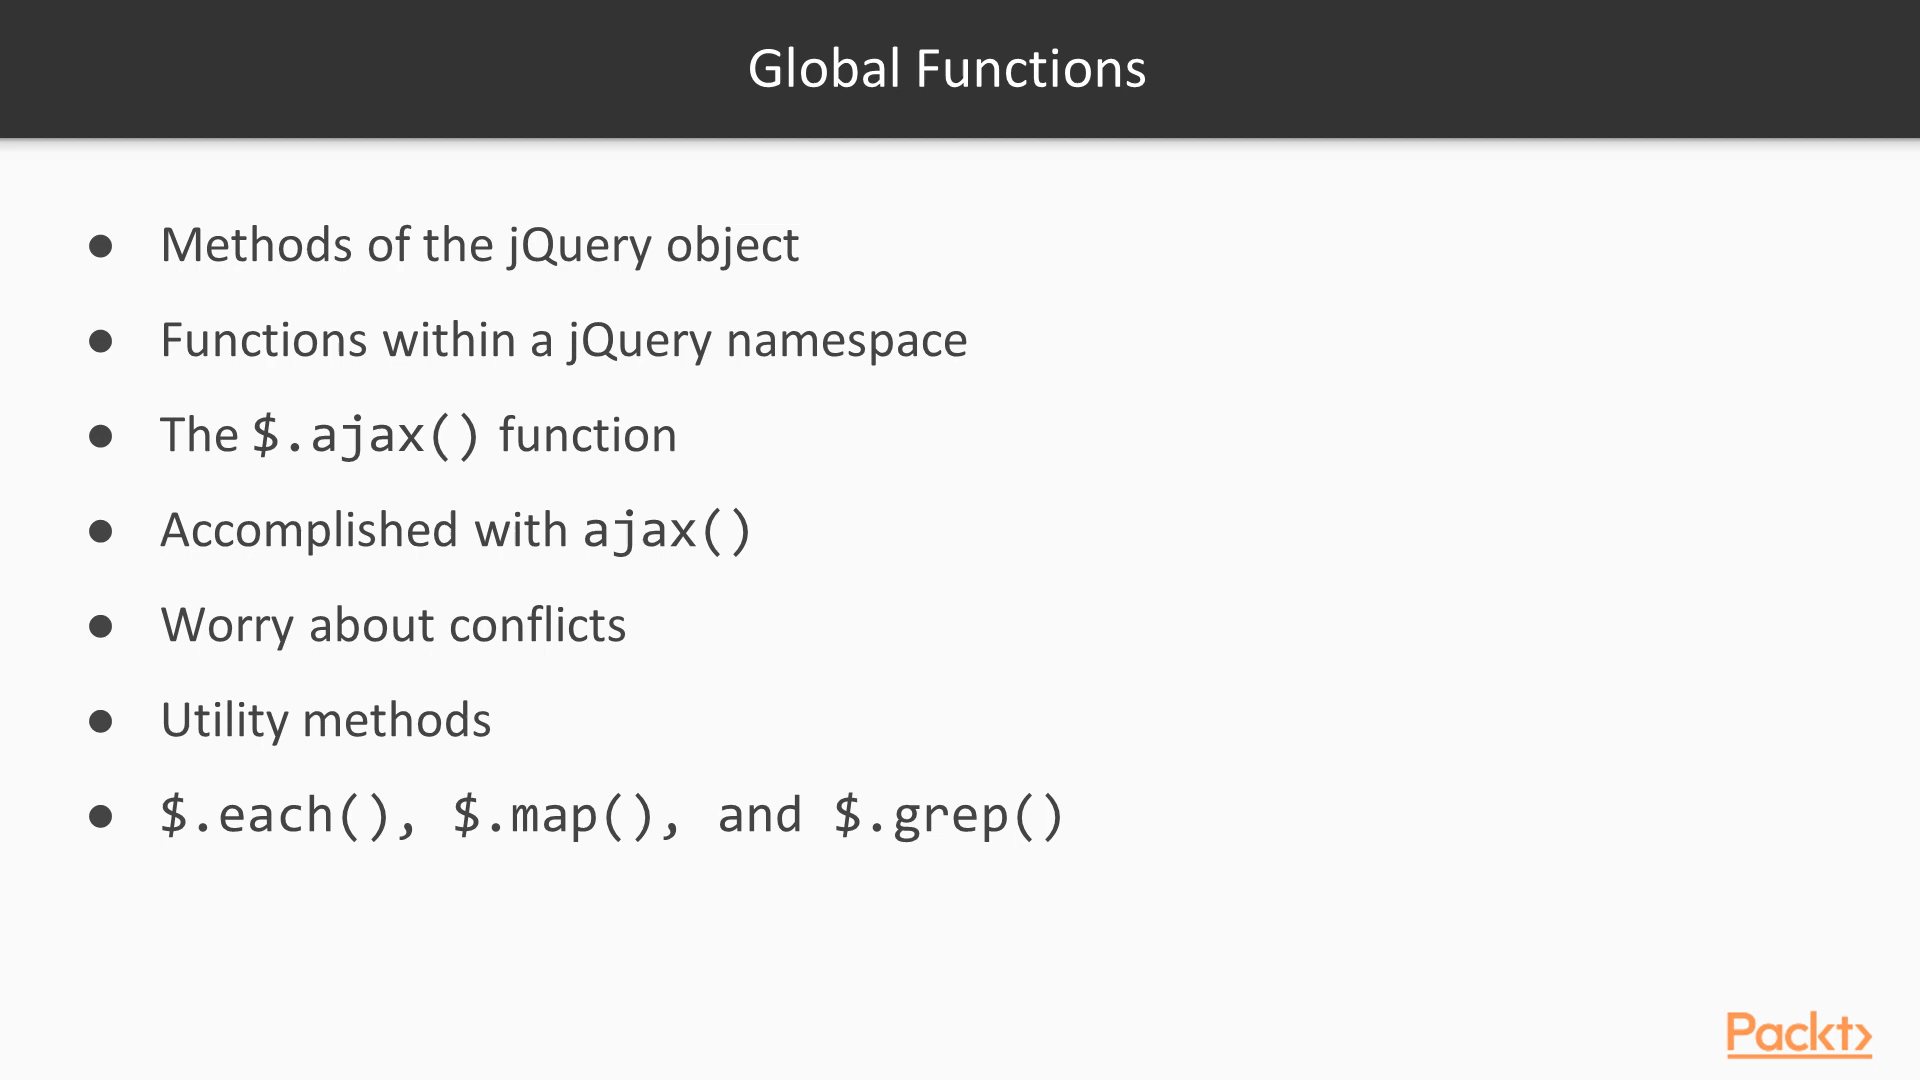 Global Functions
● Methods of the jQuery object
● Functions within a jQuery namespace
● The $.ajax() function
● Accomplished with ajax()
● Worry about conflicts
● Utility methods
● $.each(), $.map(), and $.grep()
Packt>